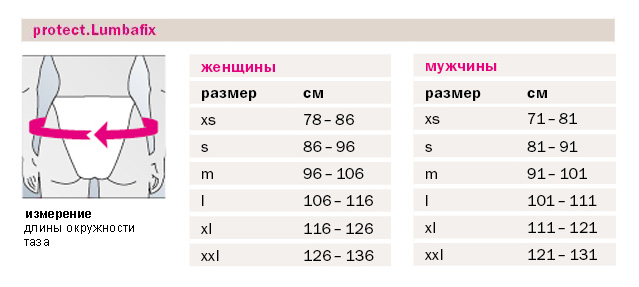 protect.Lumbafix
женщины
размер см
xs 78 – 86
s 86 – 96
m 96 – 106
l 106 – 116
xl 116 – 126
xxl 126 – 136
мужчины
размер см
xs 71 – 81
s 81 – 91
m 91 – 101
l 101 – 111
xl 111 – 121
xxl 121 – 131
измерение
длины окружности
таза